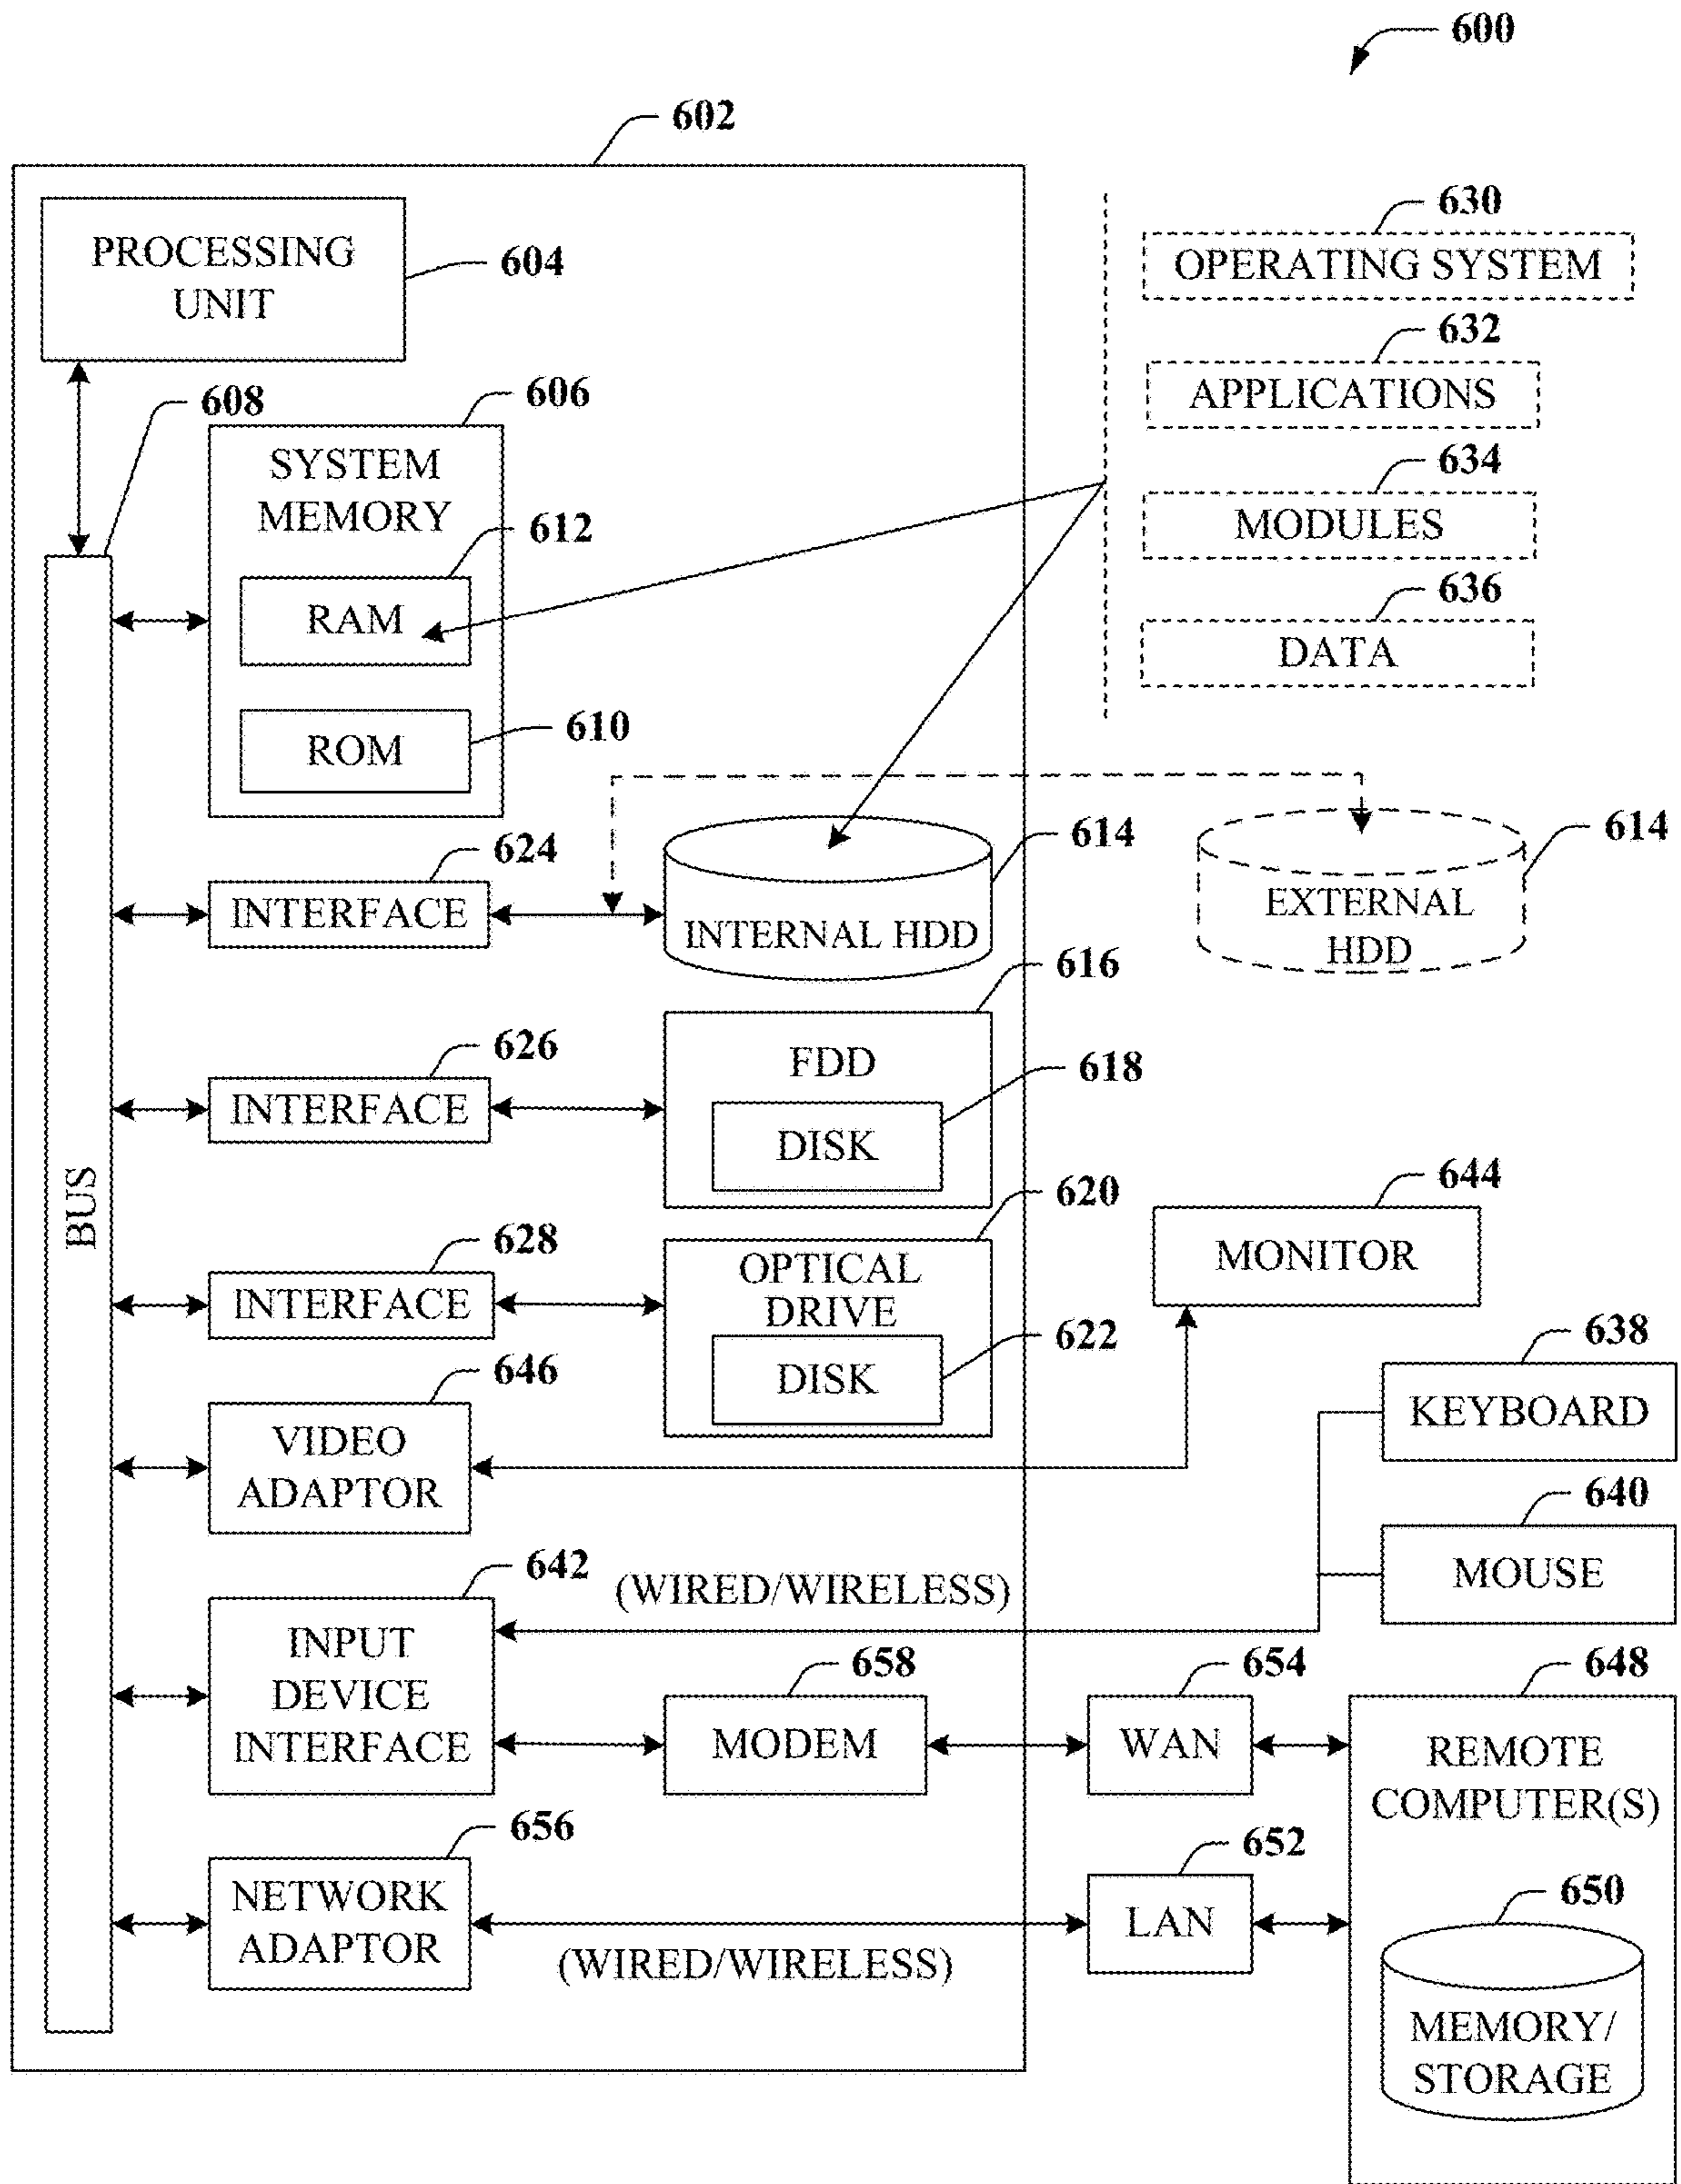 600
602
PROCESSING
UNIT
604
630
OPERATING SYSTEM
632
APPLICATIONS
634
MODULES
636
DATA
608
606
SYSTEM
MEMORY
612
RAM
610
ROM
624
INTERFACE
614
INTERNAL HDD
614
EXTERNAL
HDD
616
626
INTERFACE
FDD
618
DISK
BUS
620
628
INTERFACE
OPTICAL
DRIVE
622
DISK
644
MONITOR
638
KEYBOARD
646
VIDEO
ADAPTOR
640
MOUSE
642
(WIRED/WIRELESS)
INPUT
DEVICE
INTERFACE
658
MODEM
654
WAN
648
REMOTE
COMPUTER(S)
656
NETWORK
ADAPTOR
(WIRED/WIRELESS)
652
LAN
650
MEMORY/
STORAGE